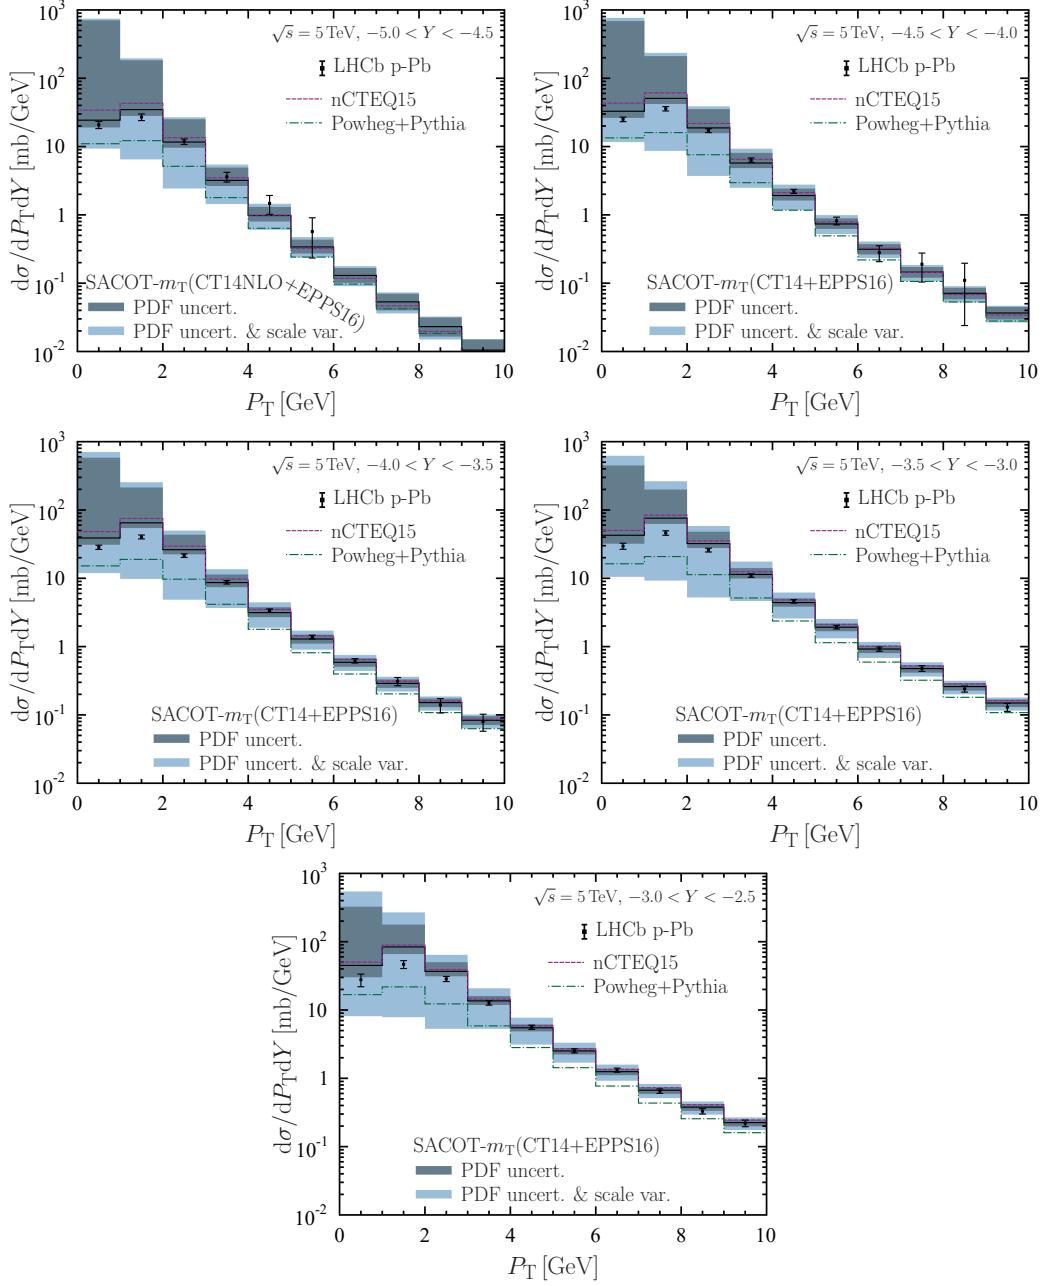 10³
10²
10
1
10⁻¹
10⁻²
dσ/dP_T dY [mb/GeV]
√s = 5 TeV, −5.0 < Y < −4.5
LHCb p-Pb
nCTEQ15
Powheg+Pythia
SACOT-m_T(CT14NLO+EPPS16)
PDF uncert.
PDF uncert. & scale var.
0 2 4 6 8 10
P_T [GeV]
10³
10²
10
1
10⁻¹
10⁻²
dσ/dP_T dY [mb/GeV]
√s = 5 TeV, −4.5 < Y < −4.0
LHCb p-Pb
nCTEQ15
Powheg+Pythia
SACOT-m_T(CT14+EPPS16)
PDF uncert.
PDF uncert. & scale var.
0 2 4 6 8 10
P_T [GeV]
10³
10²
10
1
10⁻¹
10⁻²
dσ/dP_T dY [mb/GeV]
√s = 5 TeV, −4.0 < Y < −3.5
LHCb p-Pb
nCTEQ15
Powheg+Pythia
SACOT-m_T(CT14+EPPS16)
PDF uncert.
PDF uncert. & scale var.
0 2 4 6 8 10
P_T [GeV]
10³
10²
10
1
10⁻¹
10⁻²
dσ/dP_T dY [mb/GeV]
√s = 5 TeV, −3.5 < Y < −3.0
LHCb p-Pb
nCTEQ15
Powheg+Pythia
SACOT-m_T(CT14+EPPS16)
PDF uncert.
PDF uncert. & scale var.
0 2 4 6 8 10
P_T [GeV]
10³
10²
10
1
10⁻¹
10⁻²
dσ/dP_T dY [mb/GeV]
√s = 5 TeV, −3.0 < Y < −2.5
LHCb p-Pb
nCTEQ15
Powheg+Pythia
SACOT-m_T(CT14+EPPS16)
PDF uncert.
PDF uncert. & scale var.
0 2 4 6 8 10
P_T [GeV]